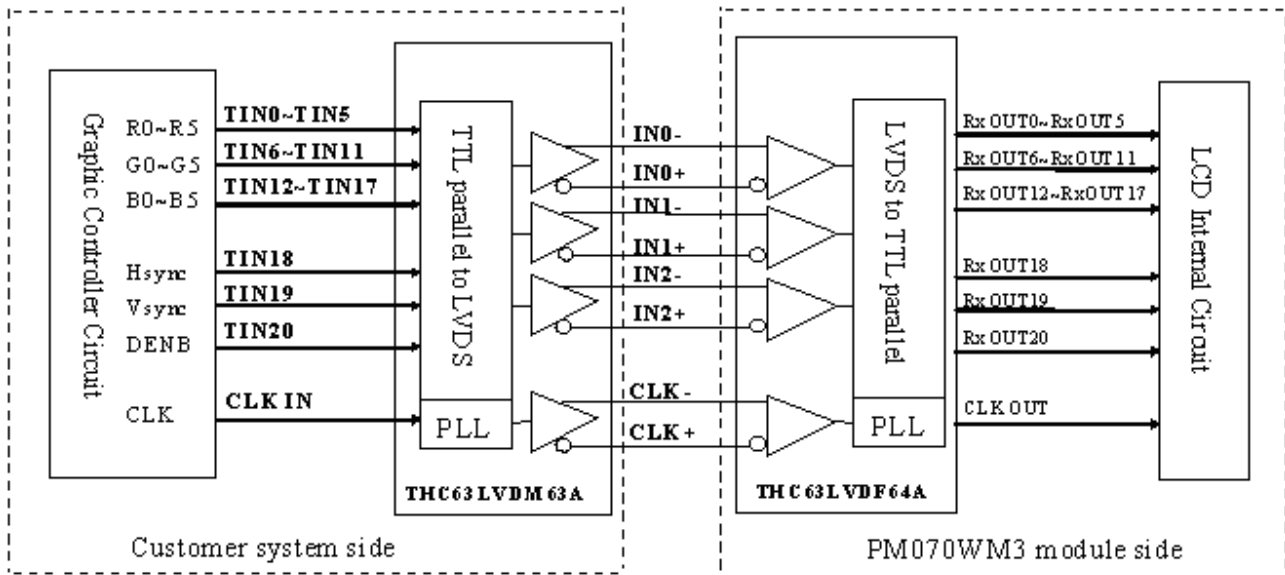 Graphic Controller Circuit
R0~R5
G0~G5
B0~B5
Hsync
Vsync
DENB
CLK
TIN0~TIN5
TIN6~TIN11
TIN12~TIN17
TIN18
TIN19
TIN20
CLK IN
TTL parallel to LVDS
PLL
THC63LVDM63A
IN0-
IN0+
IN1-
IN1+
IN2-
IN2+
CLK-
CLK+
LVDS to TTL parallel
PLL
THC63LVDF64A
RxOUT0~RxOUT5
RxOUT6~RxOUT11
RxOUT12~RxOUT17
RxOUT18
RxOUT19
RxOUT20
CLKOUT
LCD Internal Circuit
Customer system side
PM070WM3 module side